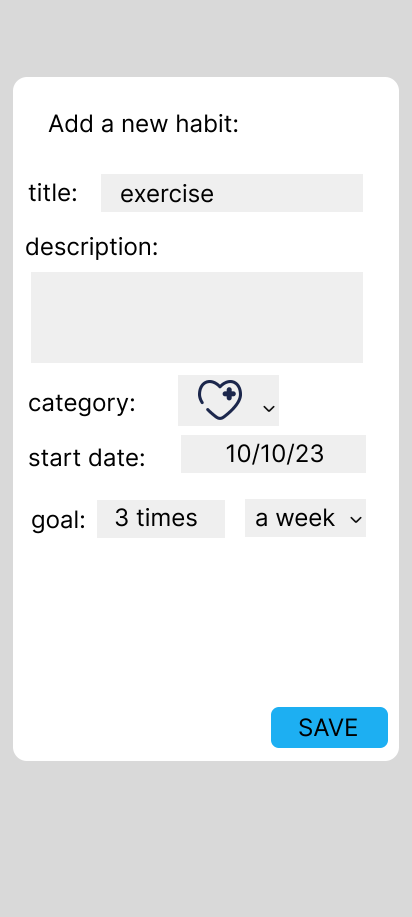 Add a new habit:
title: exercise
description:
category:
start date: 10/10/23
goal: 3 times a week
SAVE